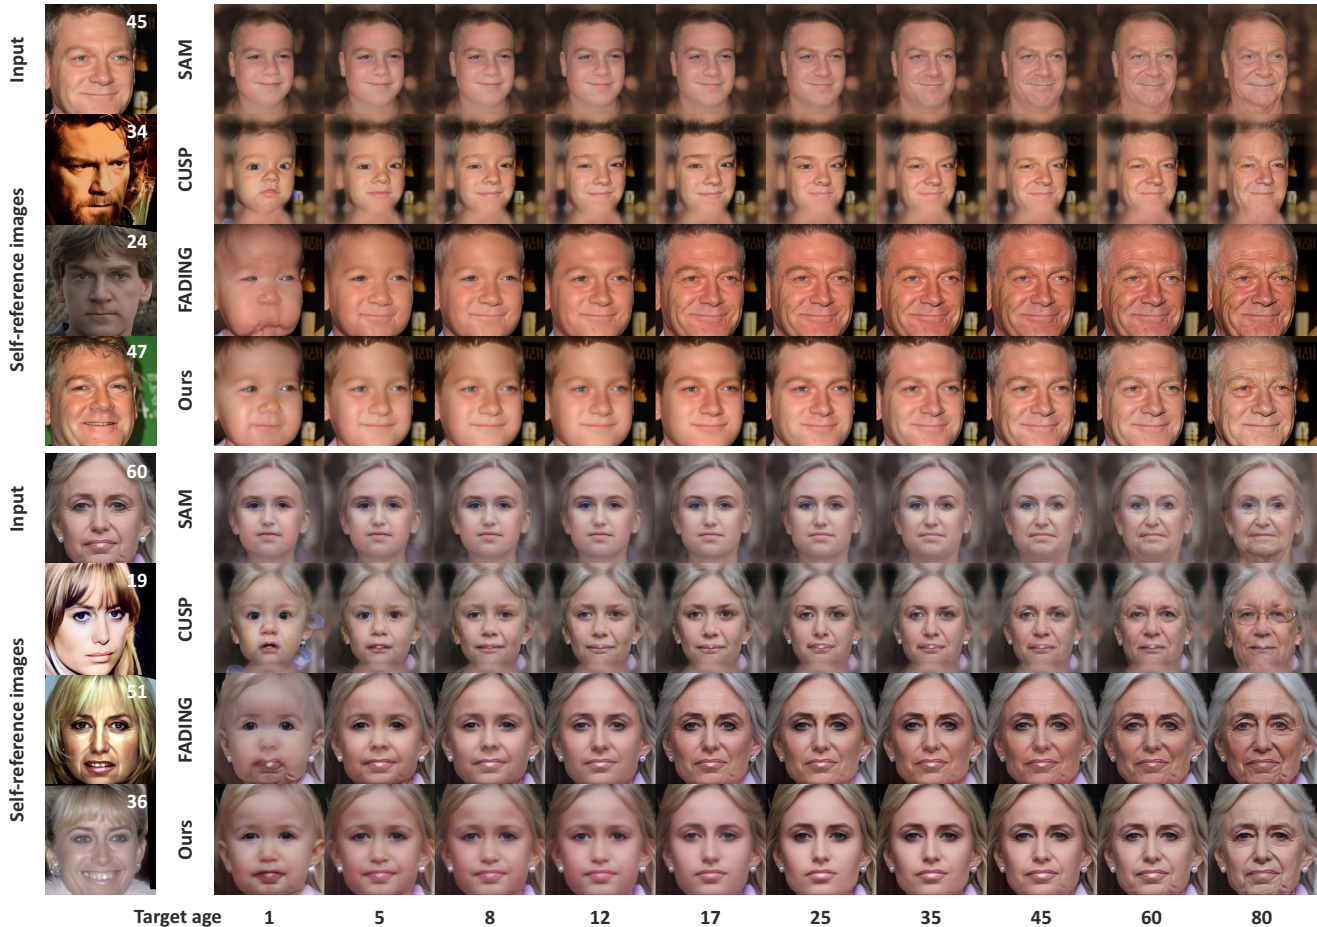 Input
45
SAM
Self-reference images
34
CUSP
24
FADING
47
Ours
Input
60
SAM
Self-reference images
19
CUSP
51
FADING
36
Ours
Target age 1 5 8 12 17 25 35 45 60 80